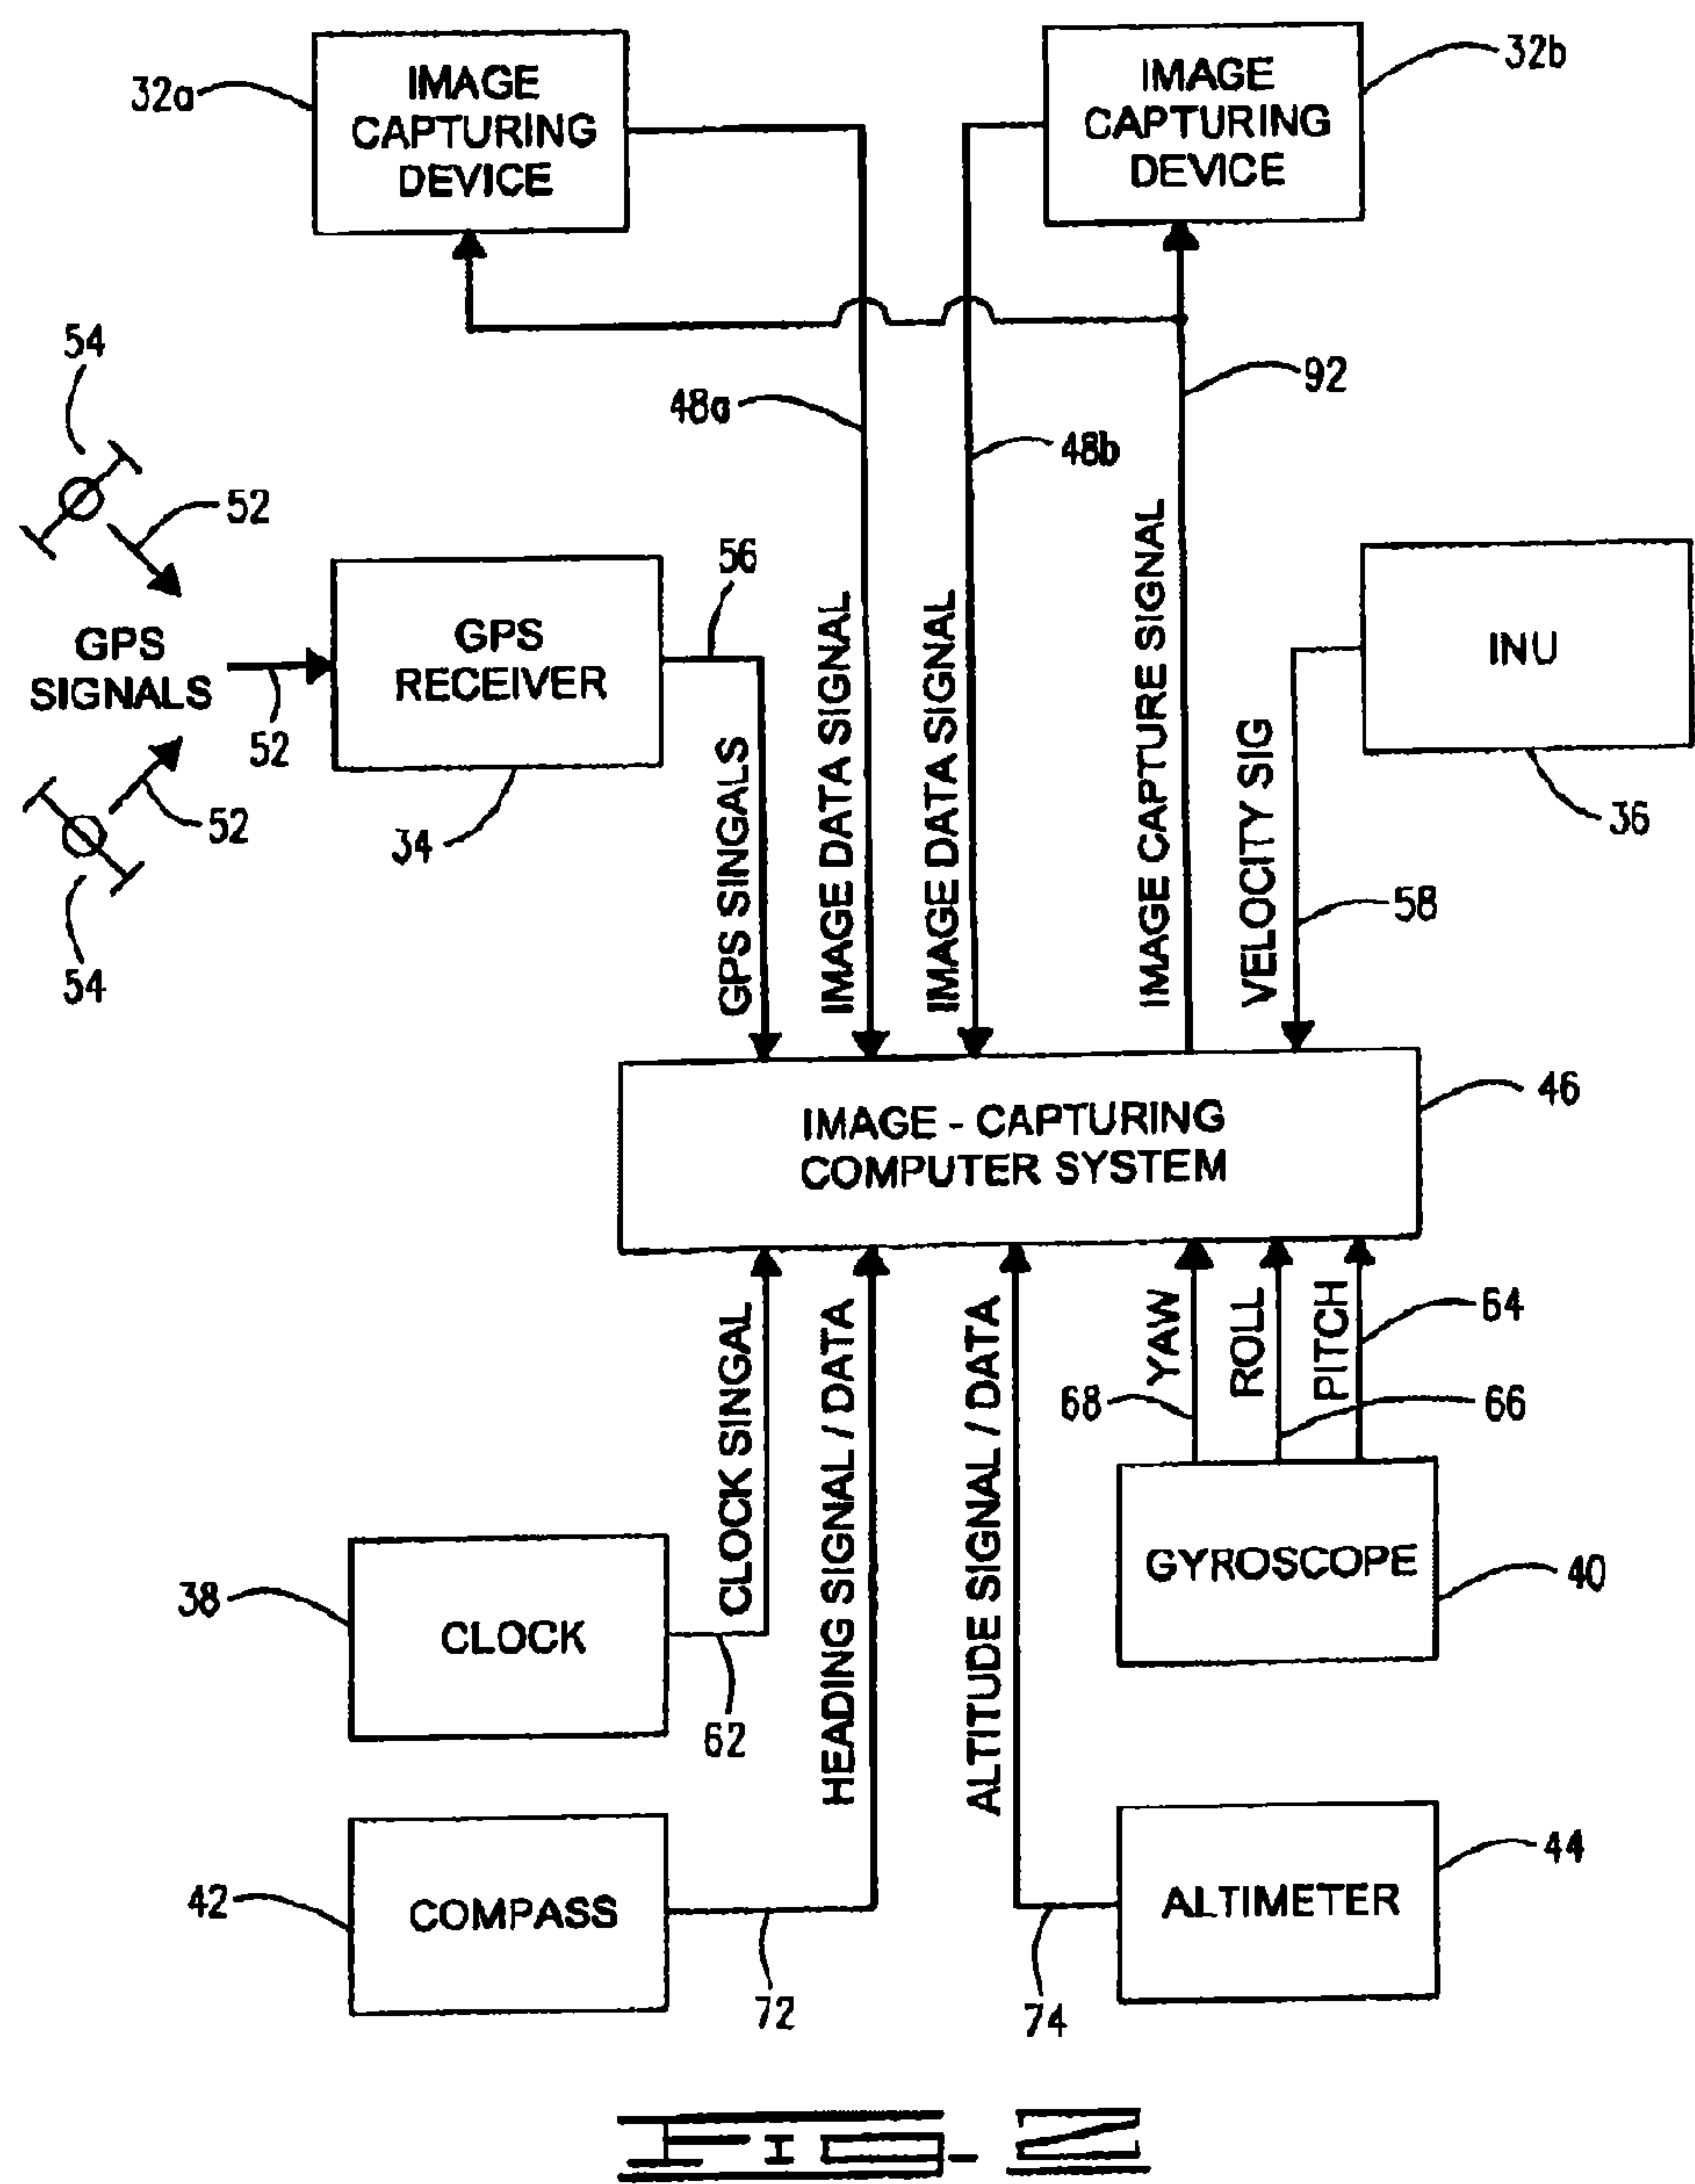 IMAGE
CAPTURING
DEVICE
32a
IMAGE
CAPTURING
DEVICE
32b
54
92
48a
48b
52
56
GPS
SIGNALS
52
GPS
RECEIVER
INU
52
34
36
54
GPS SINGALS
IMAGE DATA SIGNAL
IMAGE DATA SIGNAL
IMAGE CAPTURE SIGNAL
VELOCITY SIG
58
IMAGE - CAPTURING
COMPUTER SYSTEM
46
CLOCK SINGAL
HEADING SIGNAL / DATA
ALTITUDE SIGNAL / DATA
YAW
ROLL
PITCH
64
68
66
GYROSCOPE
40
38
CLOCK
62
42
COMPASS
72
ALTIMETER
44
74
FIG-2